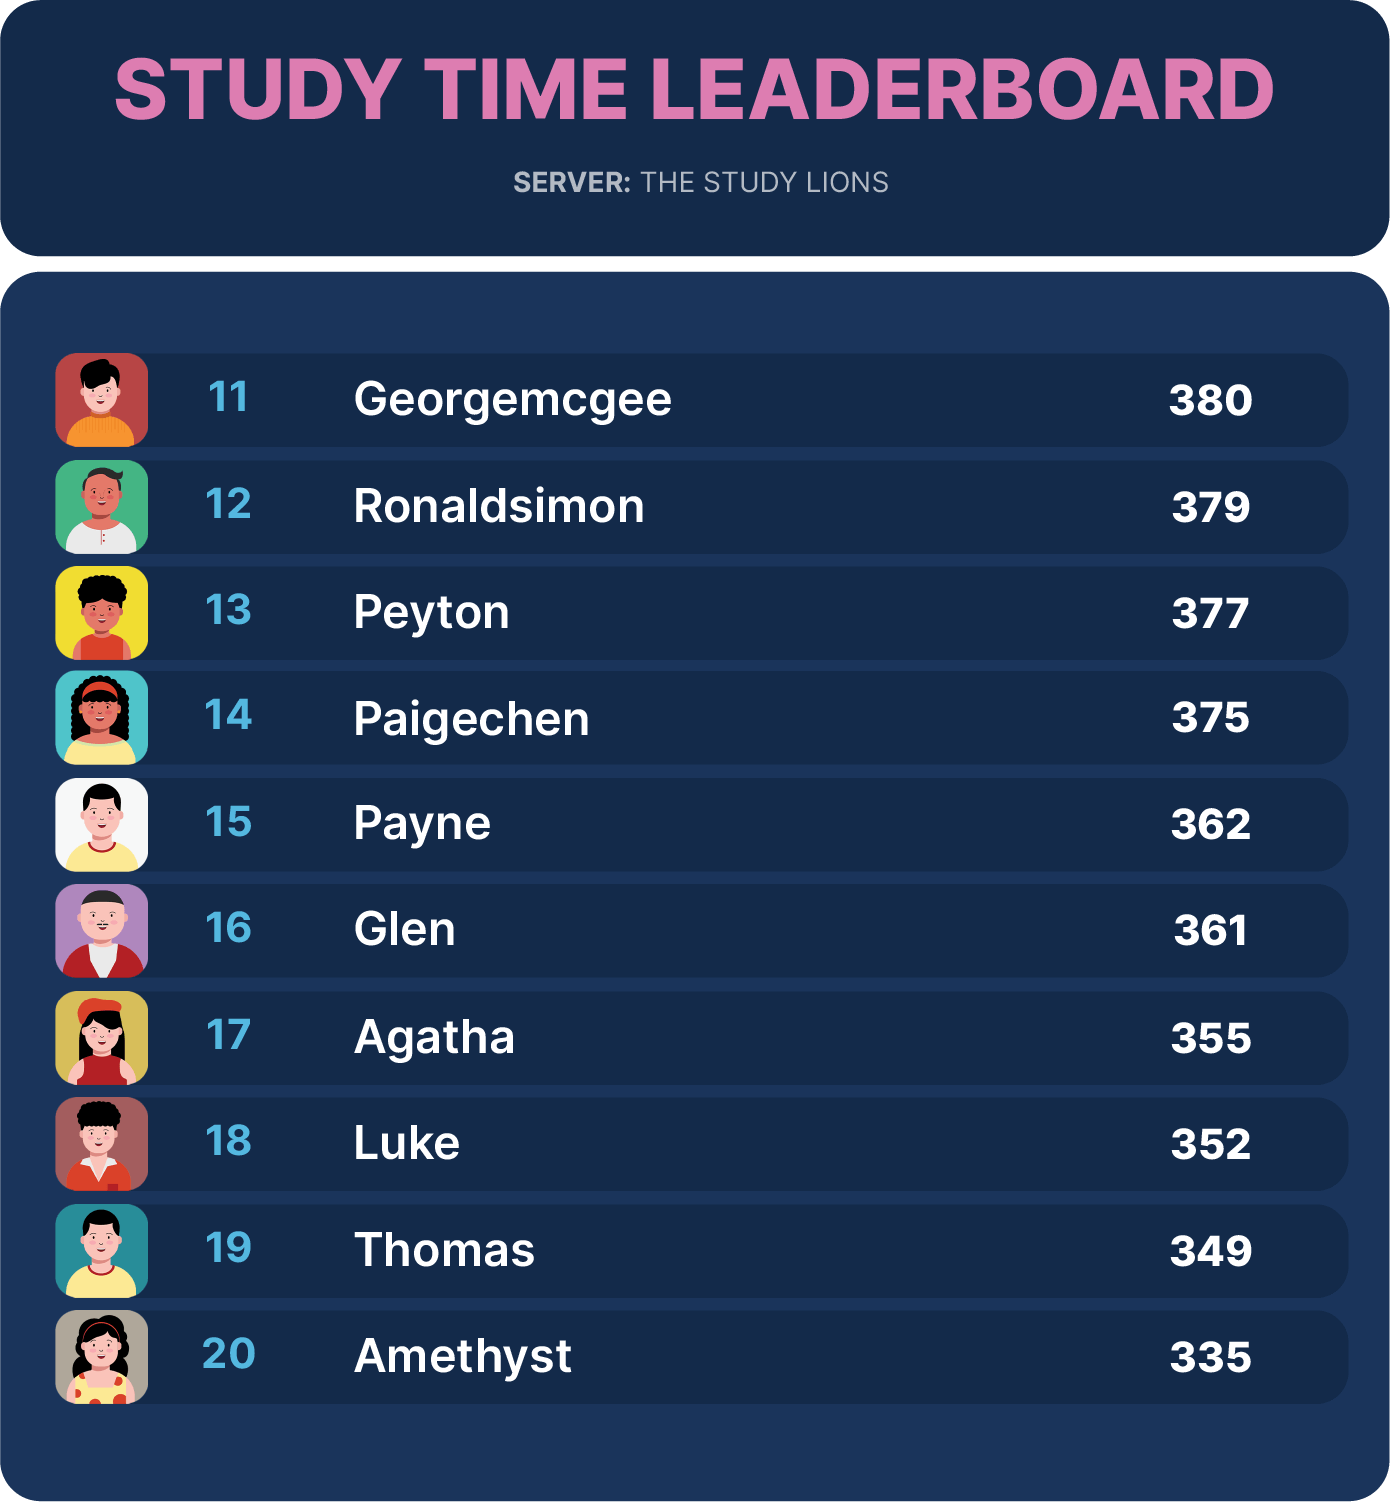 STUDY TIME LEADERBOARD
SERVER: THE STUDY LIONS
11 Georgemcgee 380
12 Ronaldsimon 379
13 Peyton 377
14 Paigechen 375
15 Payne 362
16 Glen 361
17 Agatha 355
18 Luke 352
19 Thomas 349
20 Amethyst 335